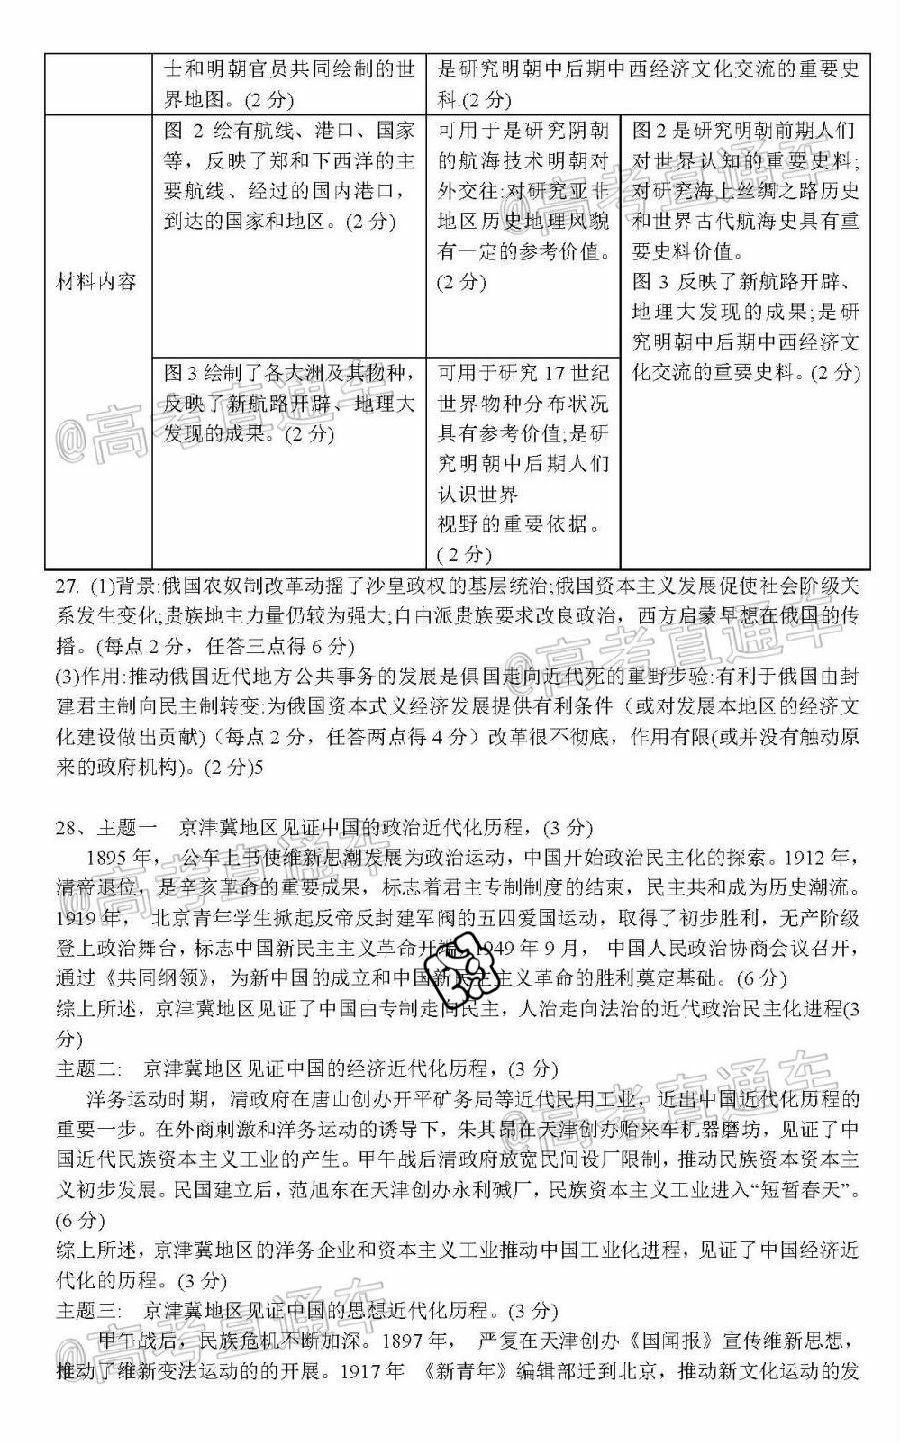 士和明朝官员共同绘制的世
界地图。(2 分)
是研究明朝中后期中西经济文化交流的重要史
料.(2 分)
材料内容
图 2 绘有航线、港口、国家
等，反映了郑和下西洋的主
要航线、经过的国内港口，
到达的国家和地区。(2 分)
可用于是研究阴朝
的航海技术明朝对
外交往:对研究亚非
地区历史地理风貌
有一定的参考价值。
(2 分)
图 2 是研究明朝前期人们
对世界认知的重要史料;
对研究海上丝绸之路历史
和世界古代航海史具有重
要史料价值。
图 3 反映了新航路开辟、
地理大发现的成果;是研
究明朝中后期中西经济文
化交流的重要史料。(2 分)
图 3 绘制了各大洲及其物种，
反映了新航路开辟、地理大
发现的成果。(2 分)
可用于研究 17 世纪
世界物种分布状况
具有参考价值;是研
究明朝中后期人们
认识世界
视野的重要依据。
( 2 分)
27. (1)背景:俄国农奴制改革动摇了沙皇政权的基层统治;俄国资本主义发展促使社会阶级关
系发生变化;贵族地主力量仍较为强大;自由派贵族要求改良政治，西方启蒙早想在俄国的传
播。(每点 2 分，任答三点得 6 分)
(3)作用:推动俄国近代地方公共事务的发展是俱国走向近代死的重野步验:有利于俄国由封
建君主制向民主制转变:为俄国资本式义经济发展提供有利条件（或对发展本地区的经济文
化建设做出贡献)（每点 2 分，任答两点得 4 分）改革很不彻底，作用有限(或并没有触动原
来的政府机构)。(2 分)5
28、主题一 京津冀地区见证中国的政治近代化历程，(3 分)
1895 年， 公车上书使维新思潮发展为政治运动，中国开始政治民主化的探索。1912 年，
清帝退位，是辛亥革命的重要成果，标志着君主专制制度的结束，民主共和成为历史潮流。
1919 年， 北京青年学生掀起反帝反封建军阀的五四爱国运动，取得了初步胜利，无产阶级
登上政治舞台，标志中国新民主主义革命开端。1949 年 9 月， 中国人民政治协商会议召开，
通过《共同纲领》，为新中国的成立和中国新民主主义革命的胜利奠定基础。(6 分)
综上所述，京津冀地区见证了中国由专制走向民主，人治走向法治的近代政治民主化进程(3
分)
主题二: 京津冀地区见证中国的经济近代化历程，(3 分)
洋务运动时期，清政府在唐山创办开平矿务局等近代民用工业，近出中国近代化历程的
重要一步。在外商刺激和洋务运动的诱导下，朱其昂在天津创办贻来牟机器磨坊，见证了中
国近代民族资本主义工业的产生。甲午战后清政府放宽民间设厂限制，推动民族资本资本主
义初步发展。民国建立后，范旭东在天津创办永利碱厂，民族资本主义工业进入“短暂春天”。
(6 分)
综上所述，京津冀地区的洋务企业和资本主义工业推动中国工业化进程，见证了中国经济近
代化的历程。(3 分)
主题三: 京津冀地区见证中国的思想近代化历程。(3 分)
甲午战后，民族危机不断加深。1897 年， 严复在天津创办《国闻报》宣传维新思想，
推动了维新变法运动的的开展。1917 年 《新青年》编辑部迁到北京，推动新文化运动的发
@高考直通车
@高考直通车
@高考直通车
@高考直通车
@高考直通车
@高考直通车